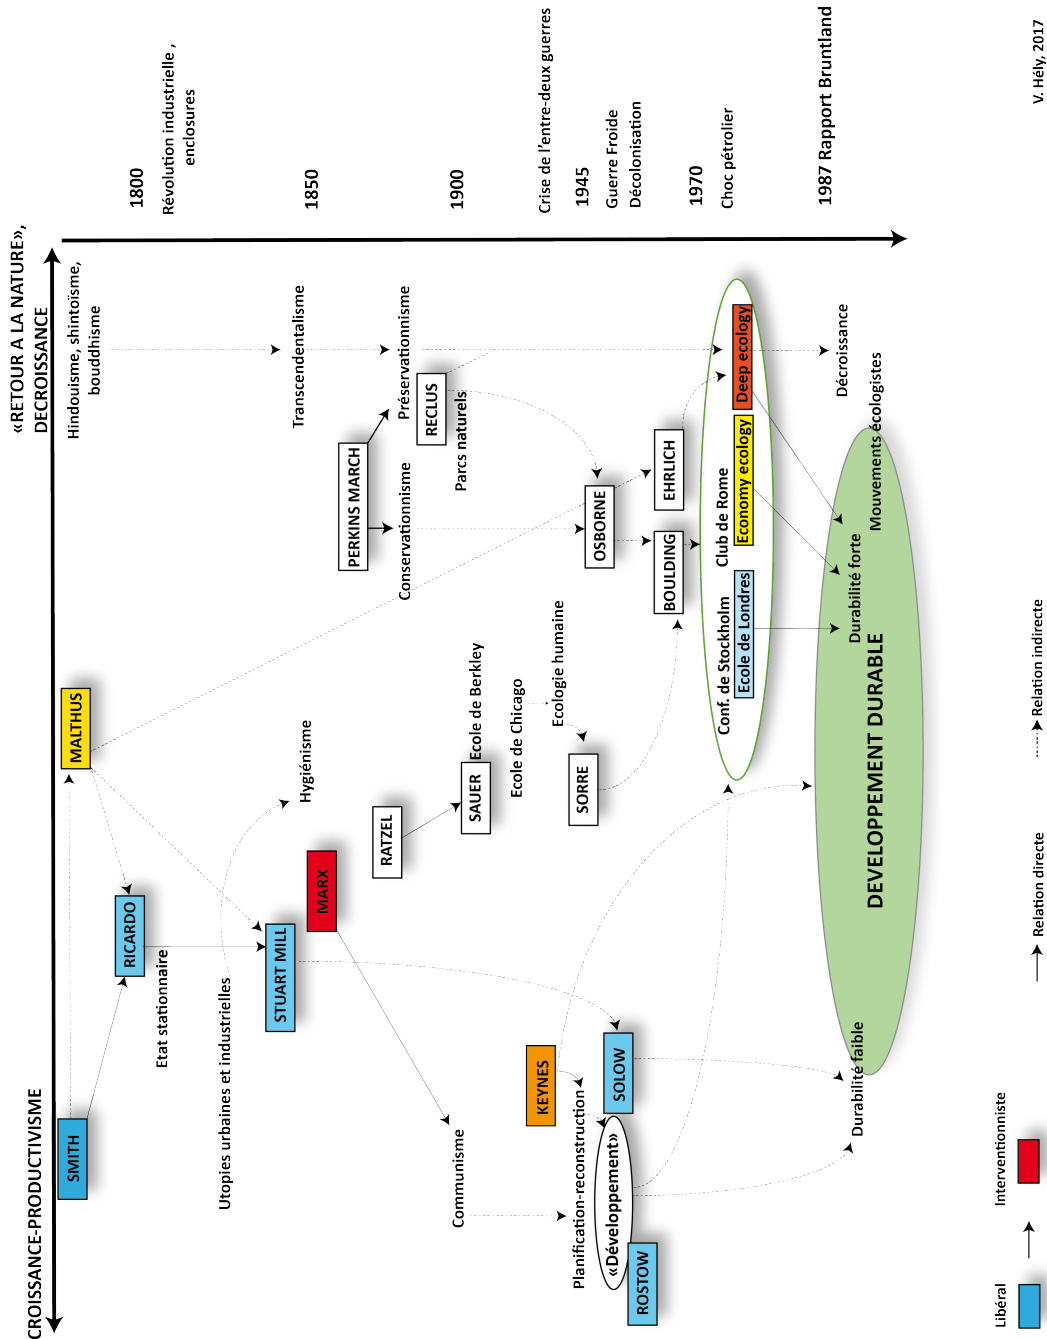 CROISSANCE-PRODUCTIVISME
«RETOUR A LA NATURE»,
DECROISSANCE
SMITH
MALTHUS
Hindouisme, shintoïsme,
bouddhisme
1800
Révolution industrielle ,
enclosures
RICARDO
Etat stationnaire
Utopies urbaines et industrielles
STUART MILL
Hygiénisme
Transcendentalisme
1850
MARX
PERKINS MARCH
RATZEL
Conservationnisme
Préservationnisme
RECLUS
Parcs naturels
1900
Communisme
SAUER
Ecole de Berkley
Ecole de Chicago
Ecologie humaine
Crise de l'entre-deux guerres
KEYNES
Planification-reconstruction
SORRE
OSBORNE
1945
Guerre Froide
Décolonisation
«Développement»
SOLOW
ROSTOW
BOULDING
EHRLICH
1970
Choc pétrolier
Conf. de Stockholm
Club de Rome
Ecole de Londres
Economy ecology
Deep ecology
1987 Rapport Bruntland
Décroissance
Durabilité faible
Durabilité forte
Mouvements écologistes
DEVELOPPEMENT DURABLE
Libéral
Interventionniste
Relation directe
Relation indirecte
V. Hély, 2017